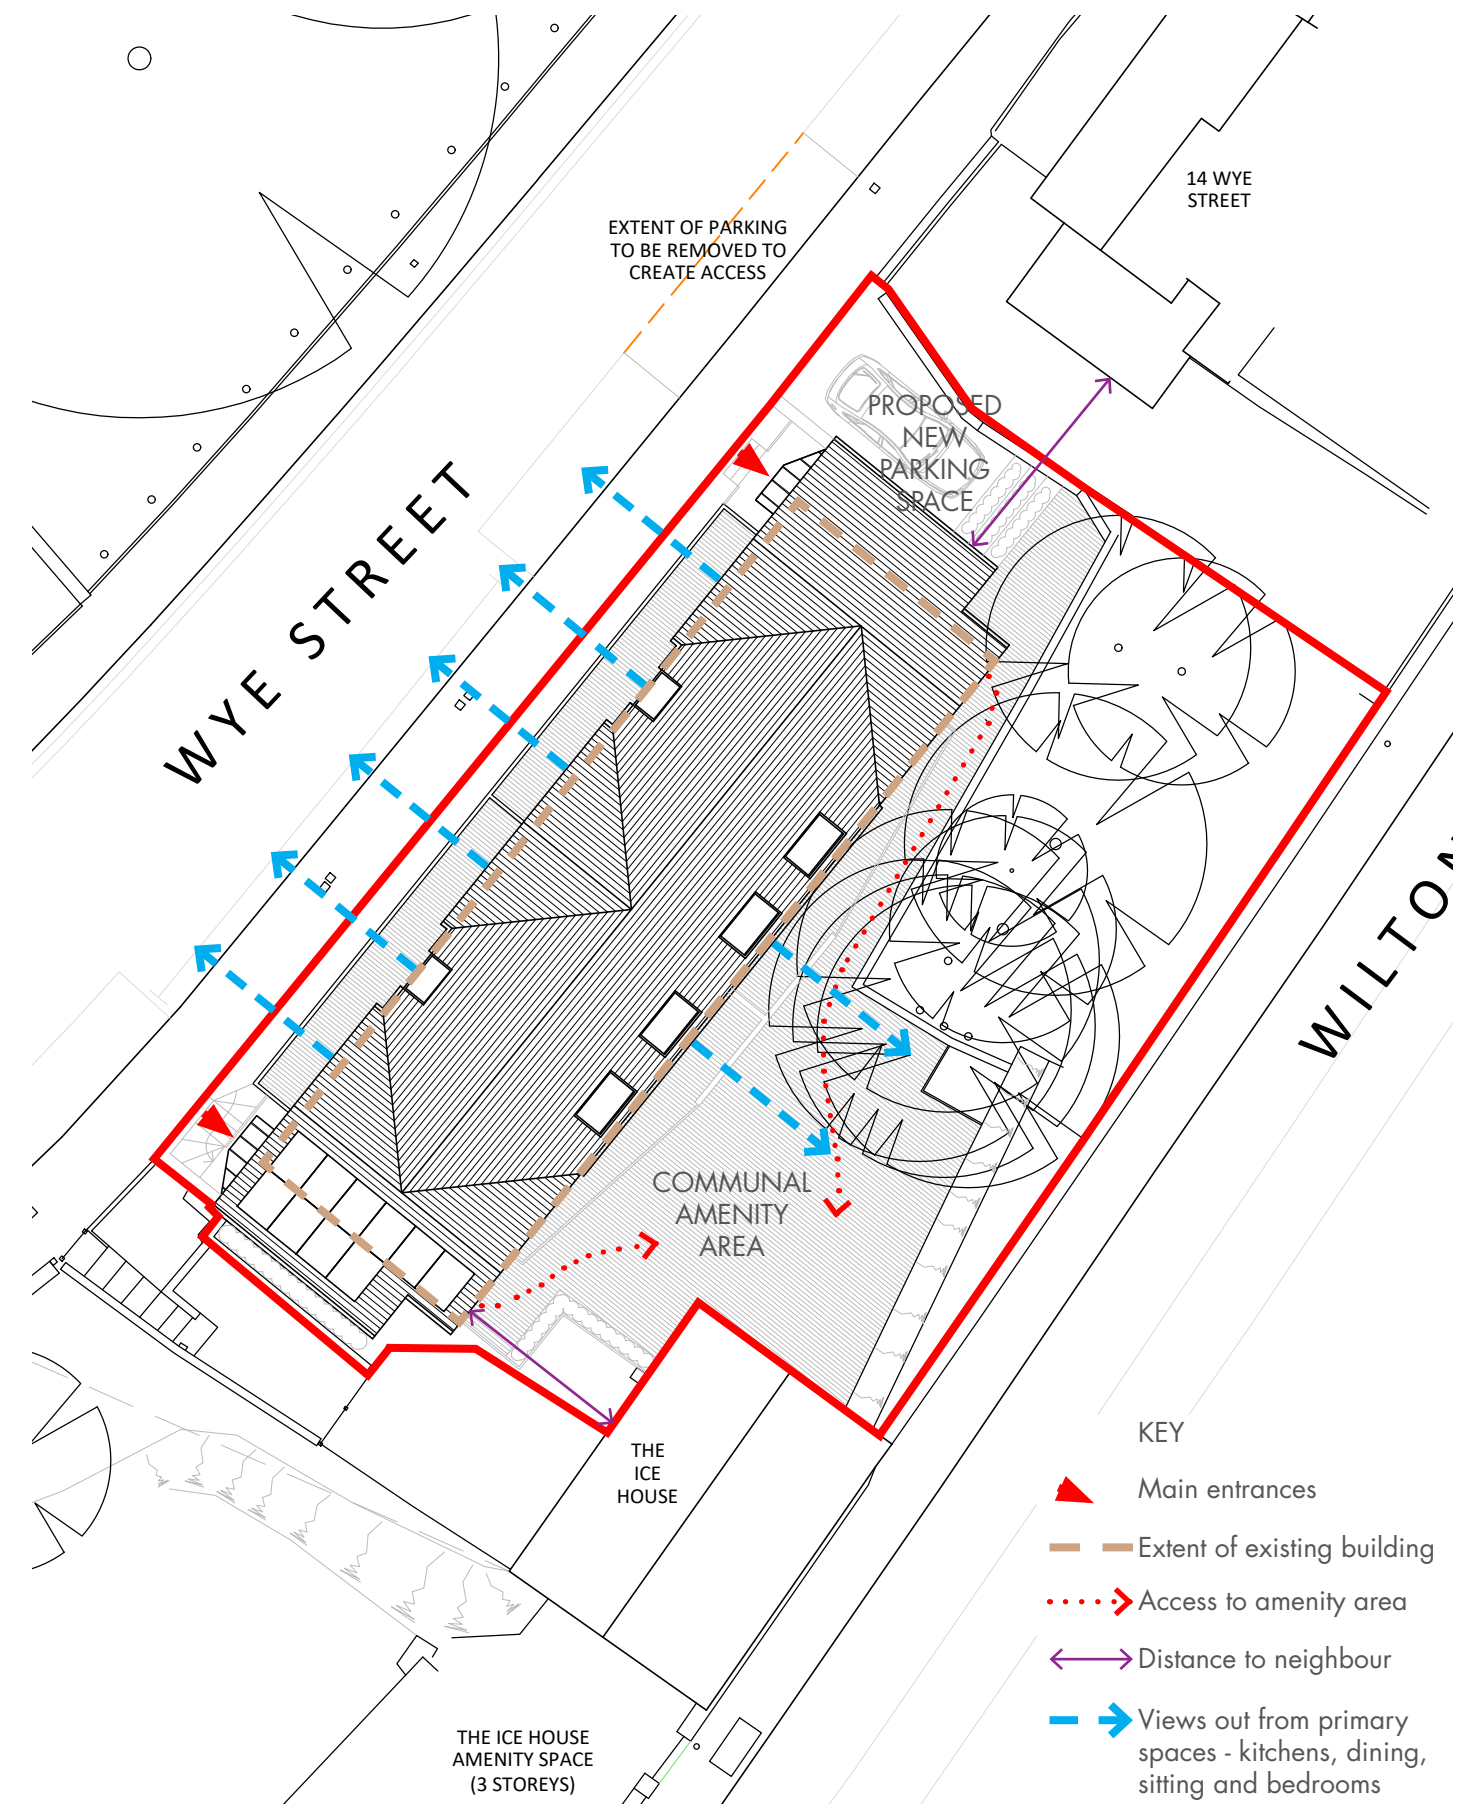 14 WYE
STREET
EXTENT OF PARKING
TO BE REMOVED TO
CREATE ACCESS
PROPOSED
NEW
PARKING
SPACE
WYE STREET
WILTON
COMMUNAL
AMENITY
AREA
THE
ICE
HOUSE
THE ICE HOUSE
AMENITY SPACE
(3 STOREYS)
KEY
Main entrances
Extent of existing building
Access to amenity area
Distance to neighbour
Views out from primary
spaces - kitchens, dining,
sitting and bedrooms